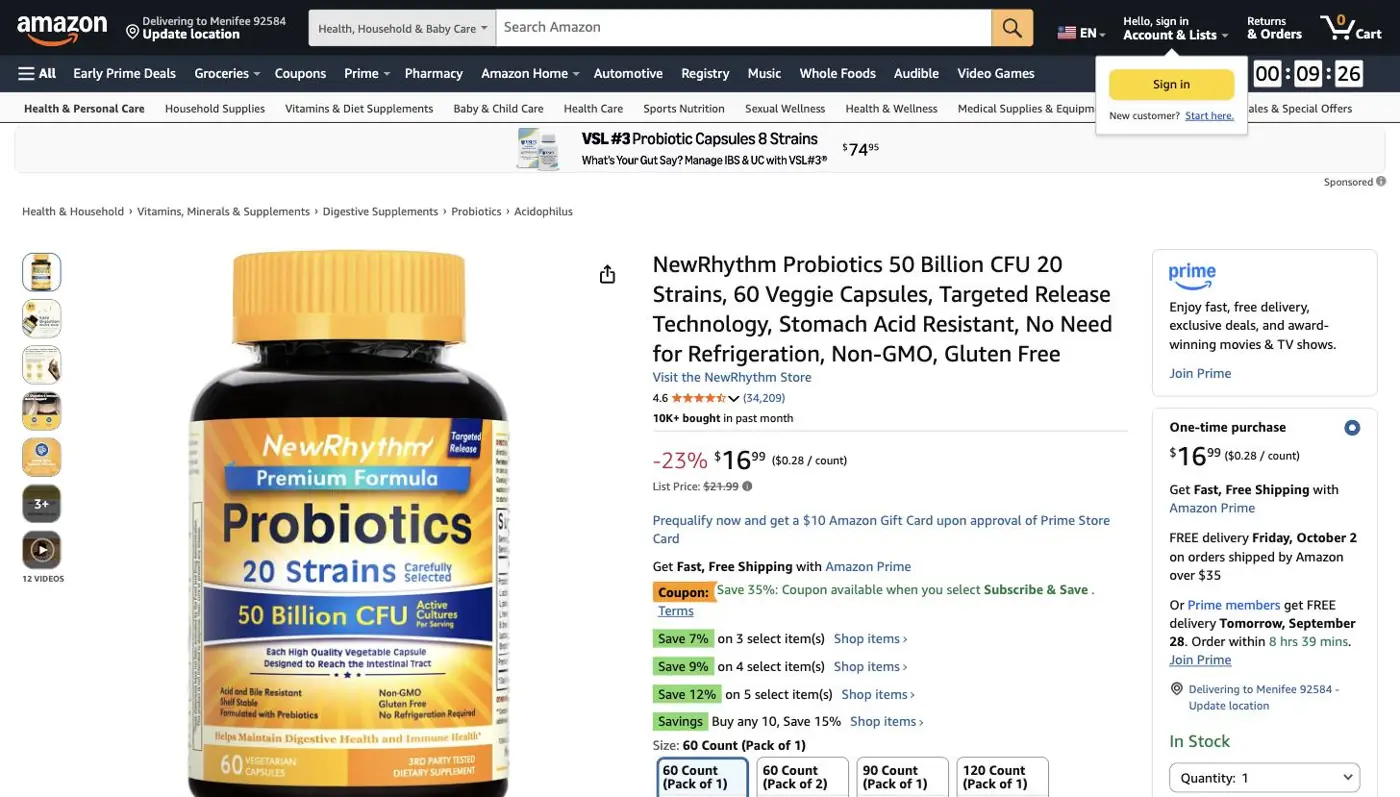 amazon
Delivering to Menifee 92584
Update location
Health, Household & Baby Care
Search Amazon
EN
Hello, sign in
Account & Lists
Returns
& Orders
0
Cart
All
Early Prime Deals
Groceries
Coupons
Prime
Pharmacy
Amazon Home
Automotive
Registry
Music
Whole Foods
Audible
Video Games
00 : 09 : 26
Sign in
New customer? Start here.
Health & Personal Care
Household Supplies
Vitamins & Diet Supplements
Baby & Child Care
Health Care
Sports Nutrition
Sexual Wellness
Health & Wellness
Medical Supplies & Equipm
ales & Special Offers
VSL#3 Probiotic Capsules 8 Strains
What's Your Gut Say? Manage IBS & UC with VSL#3®
$74.95
Sponsored
Health & Household › Vitamins, Minerals & Supplements › Digestive Supplements › Probiotics › Acidophilus
3+
12 VIDEOS
NewRhythm
Targeted
Release
Premium Formula
Probiotics
20 Strains
Carefully
Selected
50 Billion CFU
Active
Cultures
Per Serving
Each High Quality Vegetable Capsule
Designed to Reach the Intestinal Tract
Acid and Bile Resistant
Shelf Stable
Formulated with Prebiotics
Non-GMO
Gluten Free
No Refrigeration Required
Helps Maintain Digestive Health and Immune Health*
60 VEGETARIAN
CAPSULES
3RD PARTY TESTED
DIETARY SUPPLEMENT
NewRhythm Probiotics 50 Billion CFU 20
Strains, 60 Veggie Capsules, Targeted Release
Technology, Stomach Acid Resistant, No Need
for Refrigeration, Non-GMO, Gluten Free
Visit the NewRhythm Store
4.6 (34,209)
10K+ bought in past month
-23% $16.99 ($0.28 / count)
List Price: $21.99
Prequalify now and get a $10 Amazon Gift Card upon approval of Prime Store
Card
Get Fast, Free Shipping with Amazon Prime
Coupon: Save 35%: Coupon available when you select Subscribe & Save .
Terms
Save 7% on 3 select item(s) Shop items ›
Save 9% on 4 select item(s) Shop items ›
Save 12% on 5 select item(s) Shop items ›
Savings Buy any 10, Save 15% Shop items ›
Size: 60 Count (Pack of 1)
60 Count
(Pack of 1)
60 Count
(Pack of 2)
90 Count
(Pack of 1)
120 Count
(Pack of 1)
prime
Enjoy fast, free delivery,
exclusive deals, and award-
winning movies & TV shows.
Join Prime
One-time purchase
$16.99 ($0.28 / count)
Get Fast, Free Shipping with
Amazon Prime
FREE delivery Friday, October 2
on orders shipped by Amazon
over $35
Or Prime members get FREE
delivery Tomorrow, September
28. Order within 8 hrs 39 mins.
Join Prime
Delivering to Menifee 92584 -
Update location
In Stock
Quantity: 1